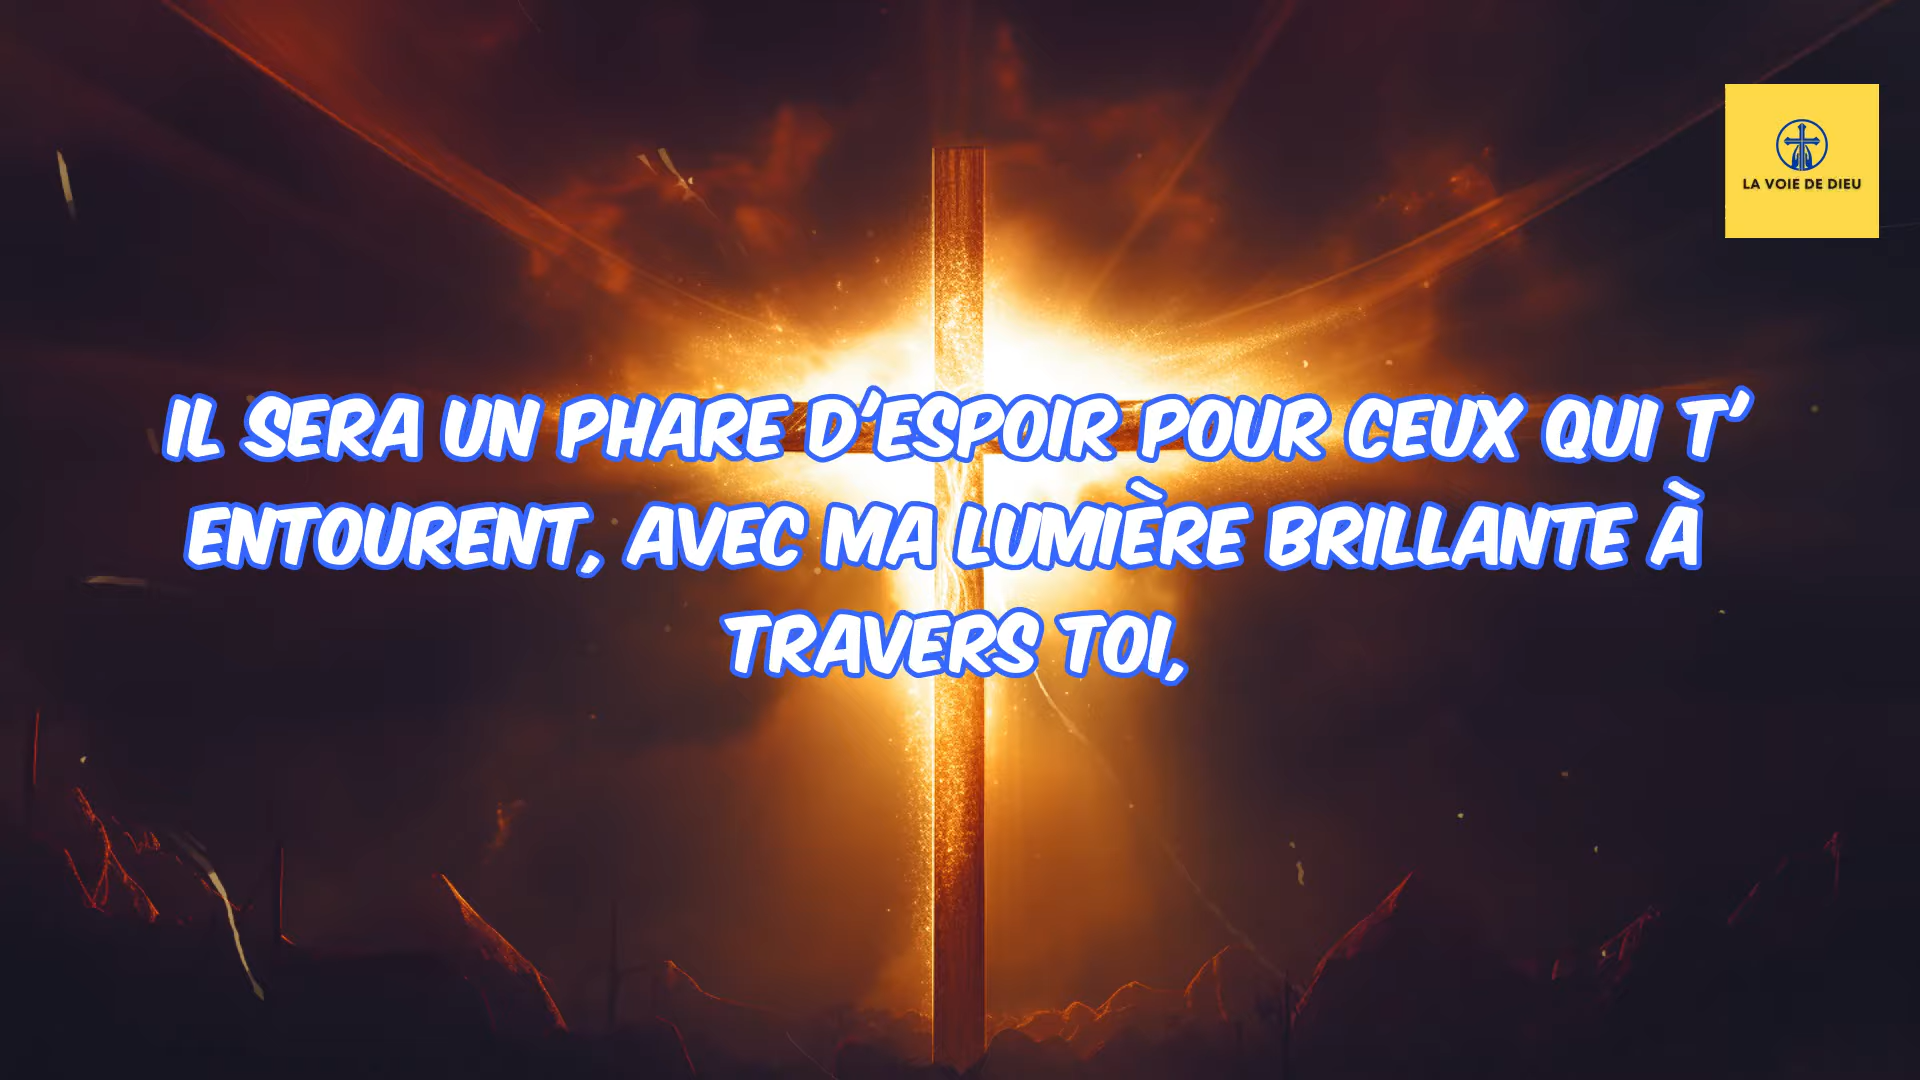 LA VOIE DE DIEU
IL SERA UN PHARE D'ESPOIR POUR CEUX QUI T'
ENTOURENT, AVEC MA LUMIÈRE BRILLANTE À
TRAVERS TOI,